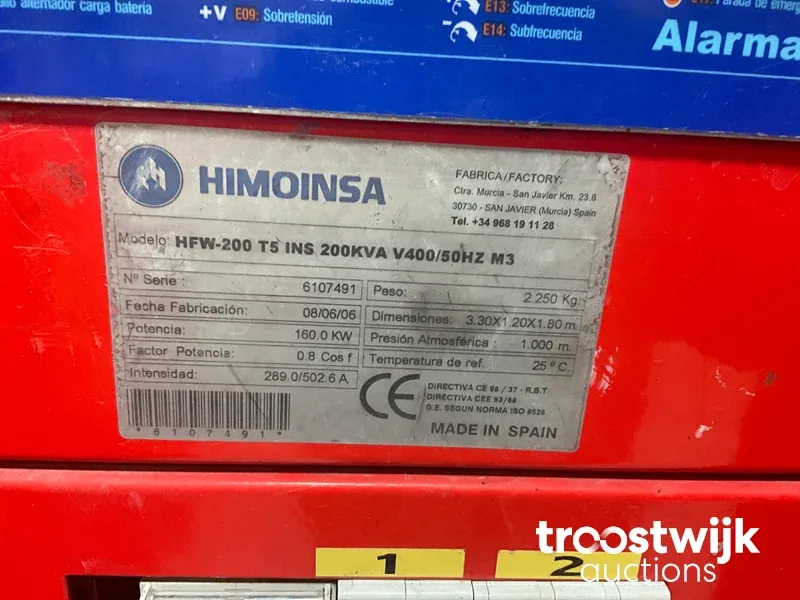 alternador carga batería
+V E09: Sobretensión
E13: Sobrefrecuencia
E14: Subfrecuencia
Parada de emerg
Alarma
HIMOINSA
FABRICA/FACTORY:
Ctra. Murcia - San Javier Km. 23.6
30730 - SAN JAVIER (Murcia) Spain
Tel. +34 968 19 11 28
Modelo: HFW-200 T5 INS 200KVA V400/50HZ M3
Nº Serie : 6107491
Fecha Fabricación: 08/06/06
Potencia: 160.0 KW
Factor Potencia: 0.8 Cos f
Intensidad: 289.0/502.6 A.
*6107491*
Peso: 2.250 Kg
Dimensiones: 3.30X1.20X1.80 m.
Presión Atmosférica : 1.000 m.
Temperatura de ref. 25 º C.
CE
DIRECTIVA CE 98 / 37 - R.B.T
DIRECTIVA CEE 93/68
G.E. SEGUN NORMA ISO 8528
MADE IN SPAIN
1
2
troostwijk
auctions